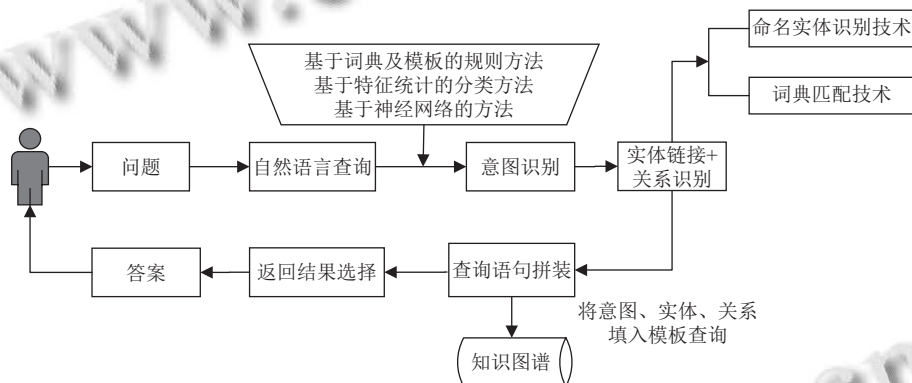 www.
命名实体识别技术
基于词典及模板的规则方法
基于特征统计的分类方法
基于神经网络的方法
词典匹配技术
问题
自然语言查询
意图识别
实体链接+
关系识别
答案
返回结果选择
查询语句拼装
将意图、实体、关系
填入模板查询
知识图谱